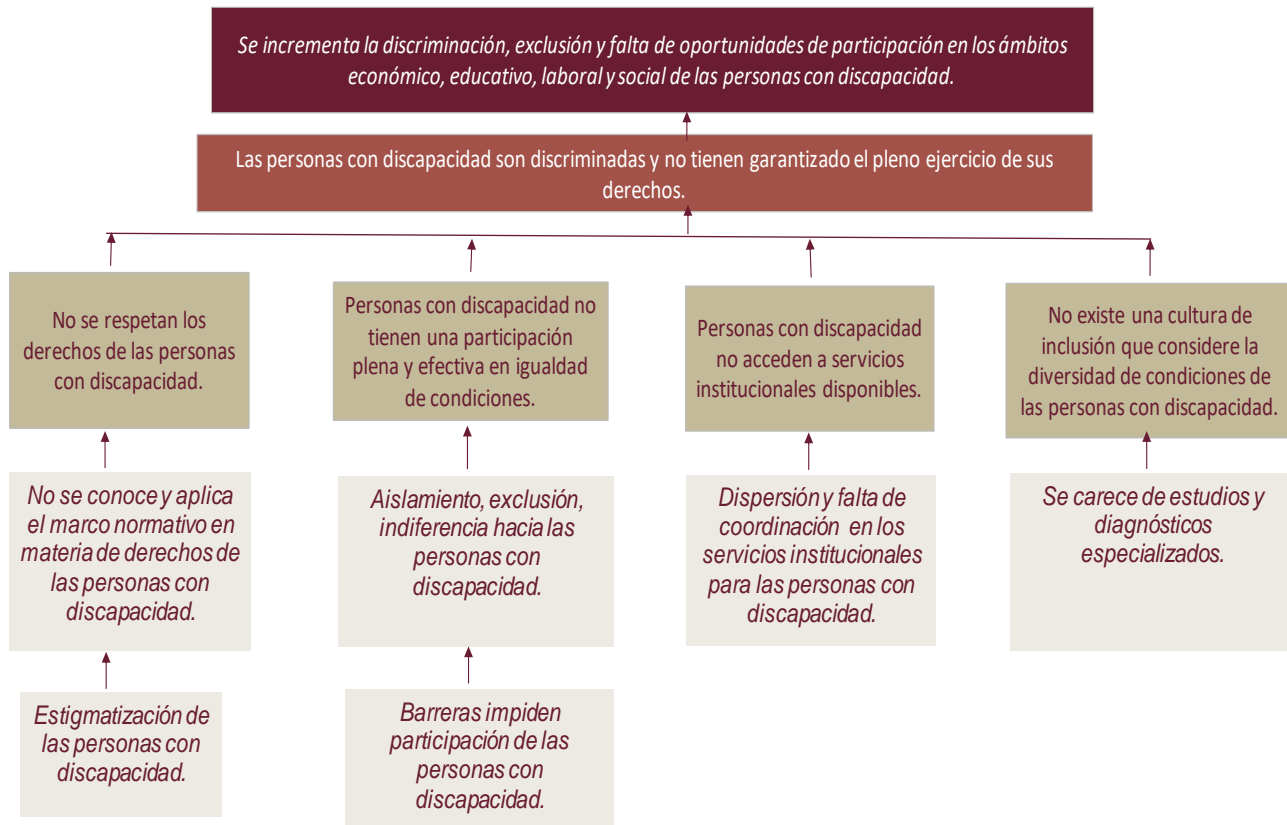 Se incrementa la discriminación, exclusión y falta de oportunidades de participación en los ámbitos
económico, educativo, laboral y social de las personas con discapacidad.
Las personas con discapacidad son discriminadas y no tienen garantizado el pleno ejercicio de sus
derechos.
No se respetan los
derechos de las personas
con discapacidad.
Personas con discapacidad no
tienen una participación
plena y efectiva en igualdad
de condiciones.
Personas con discapacidad
no acceden a servicios
institucionales disponibles.
No existe una cultura de
inclusión que considere la
diversidad de condiciones de
las personas con discapacidad.
No se conoce y aplica
el marco normativo en
materia de derechos de
las personas con
discapacidad.
Aislamiento, exclusión,
indiferencia hacia las
personas con
discapacidad.
Dispersión y falta de
coordinación en los
servicios institucionales
para las personas con
discapacidad.
Se carece de estudios y
diagnósticos
especializados.
Estigmatización de
las personas con
discapacidad.
Barreras impiden
participación de las
personas con
discapacidad.